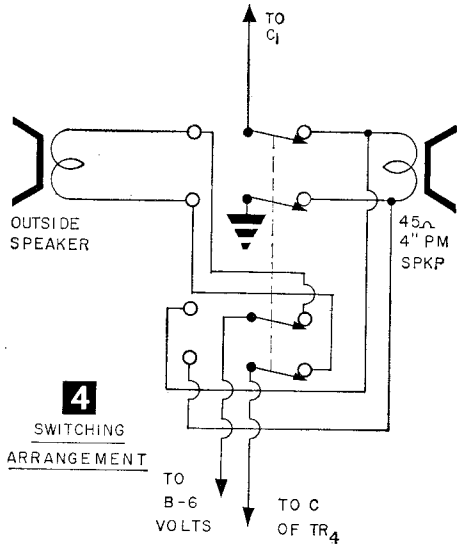 TO
C1
OUTSIDE
SPEAKER
45Ω
4" PM
SPKR
4
SWITCHING
ARRANGEMENT
TO
B-6
VOLTS
TO C
OF TR4